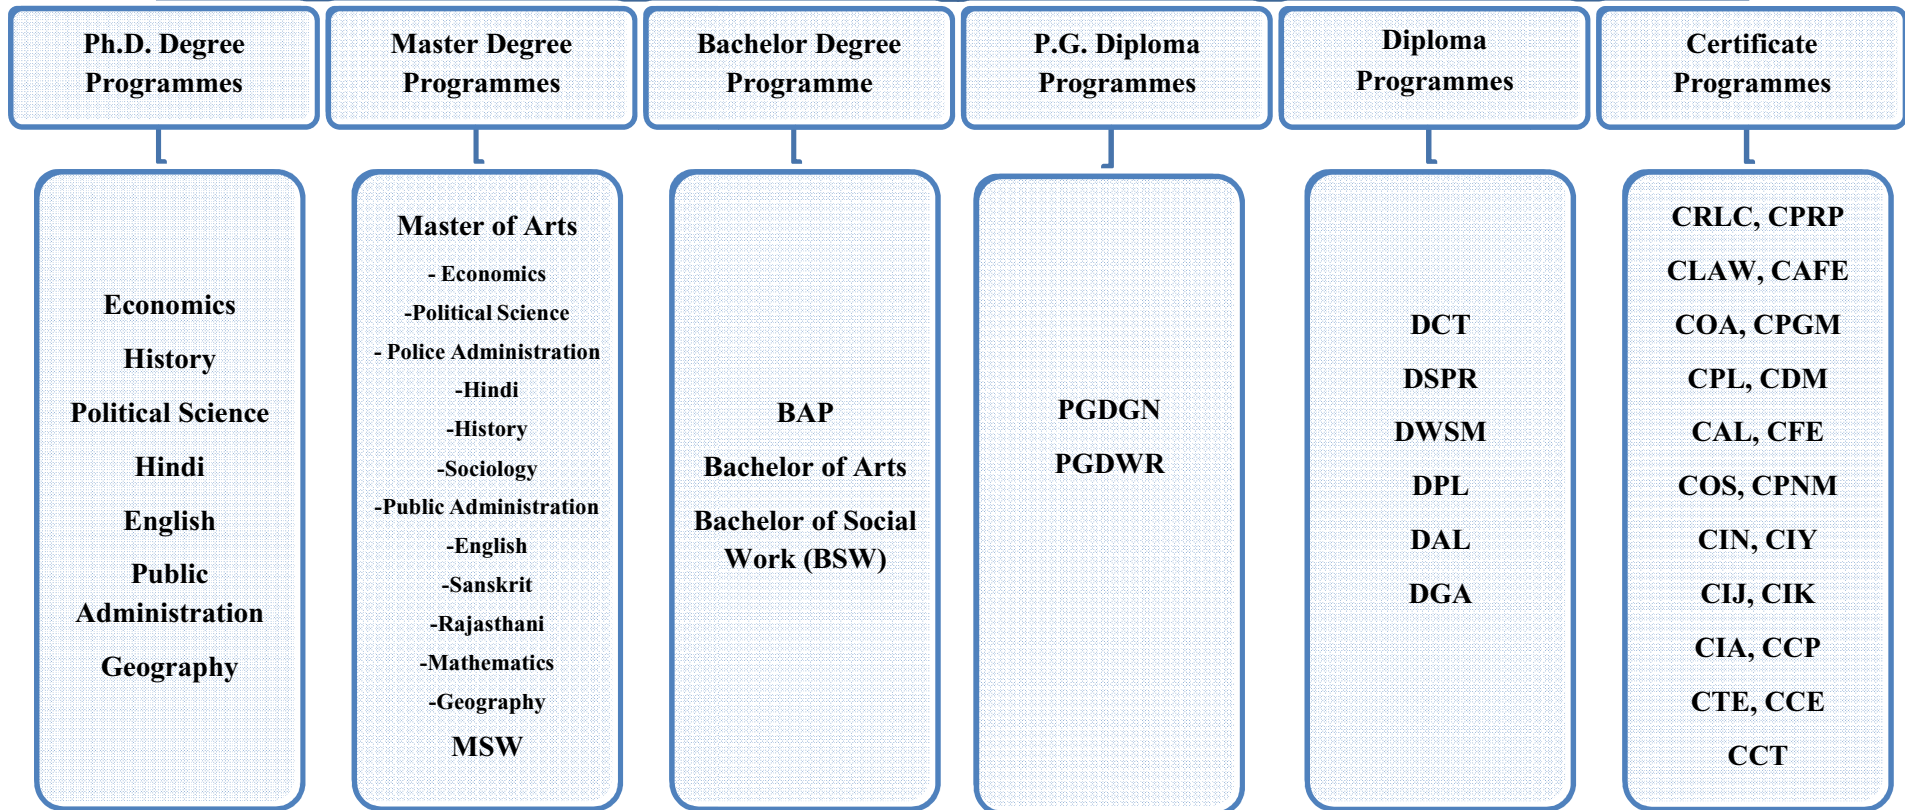 Ph.D. Degree
Programmes
Master Degree
Programmes
Bachelor Degree
Programme
P.G. Diploma
Programmes
Diploma
Programmes
Certificate
Programmes
Economics
History
Political Science
Hindi
English
Public
Administration
Geography
Master of Arts
- Economics
-Political Science
- Police Administration
-Hindi
-History
-Sociology
-Public Administration
-English
-Sanskrit
-Rajasthani
-Mathematics
-Geography
MSW
BAP
Bachelor of Arts
Bachelor of Social
Work (BSW)
PGDGN
PGDWR
DCT
DSPR
DWSM
DPL
DAL
DGA
CRLC, CPRP
CLAW, CAFE
COA, CPGM
CPL, CDM
CAL, CFE
COS, CPNM
CIN, CIY
CIJ, CIK
CIA, CCP
CTE, CCE
CCT